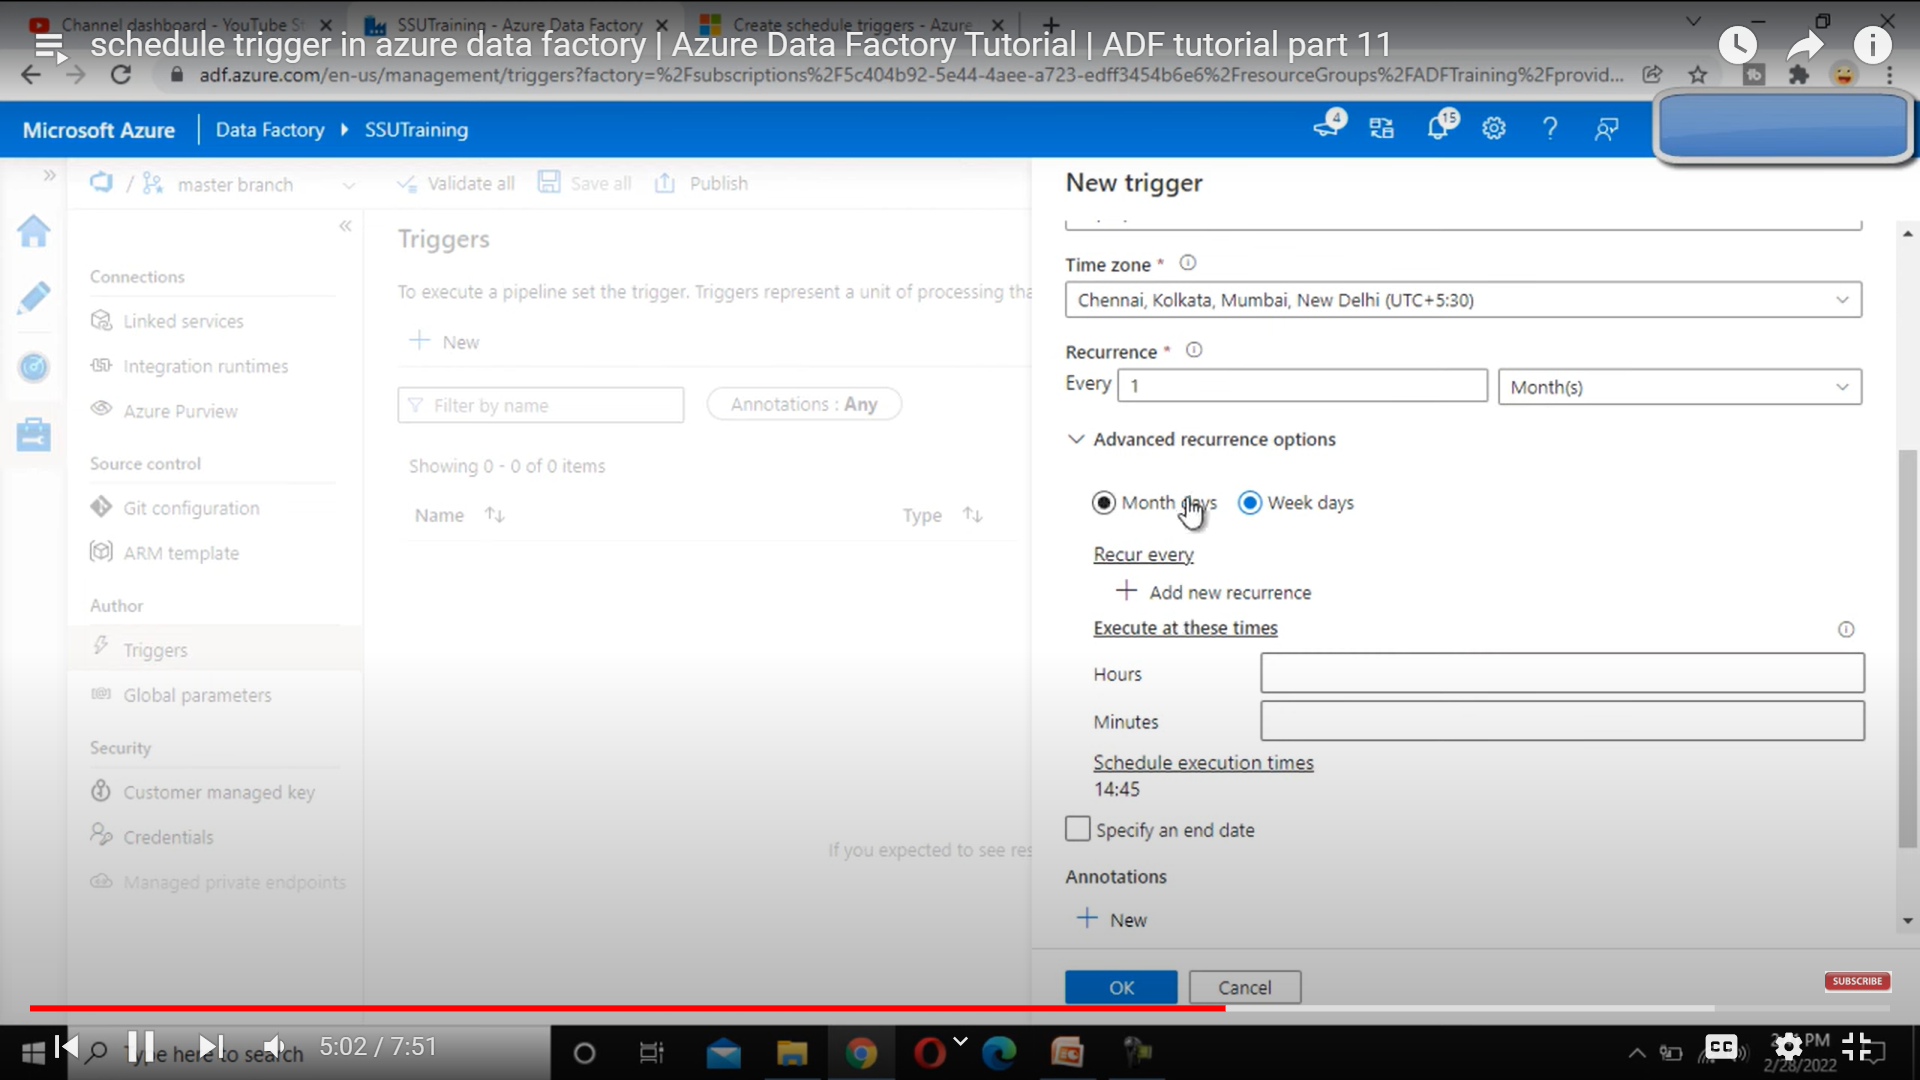 Channel dashboard - YouTube St
SSUTraining - Azure Data Factory
Create schedule triggers - Azure
schedule trigger in azure data factory | Azure Data Factory Tutorial | ADF tutorial part 11
adf.azure.com/en-us/management/triggers?factory=%2Fsubscriptions%2F5c404b92-5e44-4aee-a723-edff3454b6e6%2FresourceGroups%2FADFTraining%2Fprovid...
Microsoft Azure
Data Factory
SSUTraining
4
15
/
master branch
Validate all
Save all
Publish
Connections
Linked services
Integration runtimes
Azure Purview
Source control
Git configuration
ARM template
Author
Triggers
Global parameters
Security
Customer managed key
Credentials
Managed private endpoints
Triggers
To execute a pipeline set the trigger. Triggers represent a unit of processing tha
New
Filter by name
Annotations : Any
Showing 0 - 0 of 0 items
Name
Type
If you expected to see res
New trigger
Time zone *
Chennai, Kolkata, Mumbai, New Delhi (UTC+5:30)
Recurrence *
Every
1
Month(s)
Advanced recurrence options
Month days
Week days
Recur every
Add new recurrence
Execute at these times
Hours
Minutes
Schedule execution times
14:45
Specify an end date
Annotations
New
OK
Cancel
SUBSCRIBE
Type here to search
5:02 / 7:51
CC
PM
2/28/2022